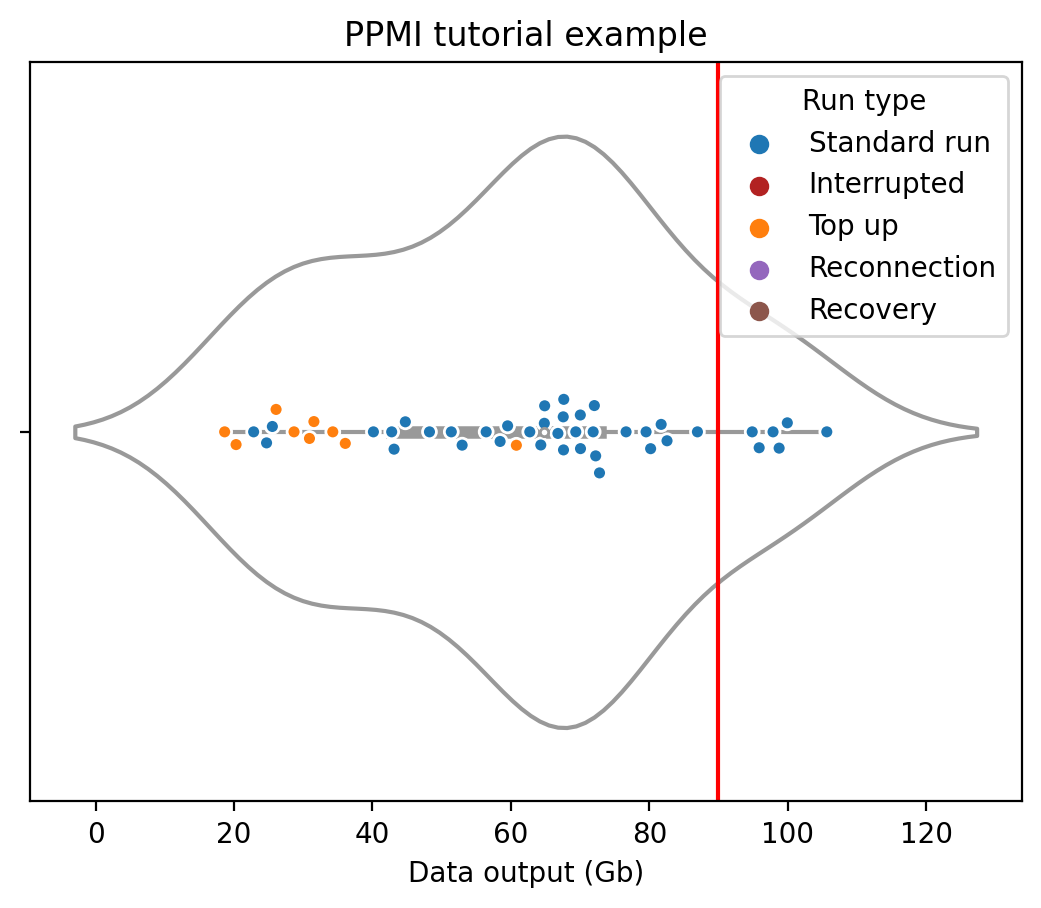 PPMI tutorial example
Run type
Standard run
Interrupted
Top up
Reconnection
Recovery
0 20 40 60 80 100 120
Data output (Gb)